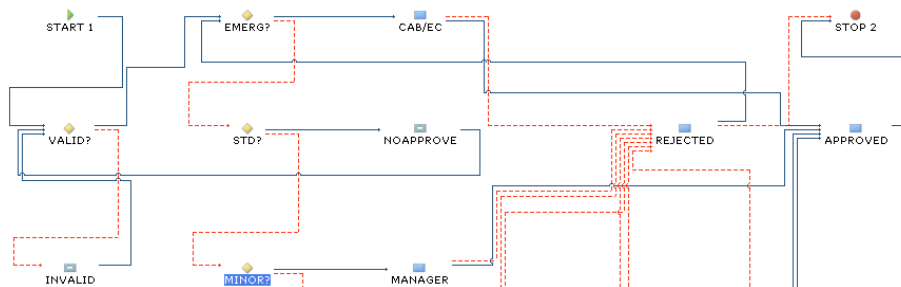 START 1
EMERG?
CAB/EC
STOP 2
VALID?
STD?
NOAPPROVE
REJECTED
APPROVED
INVALID
MINOR?
MANAGER